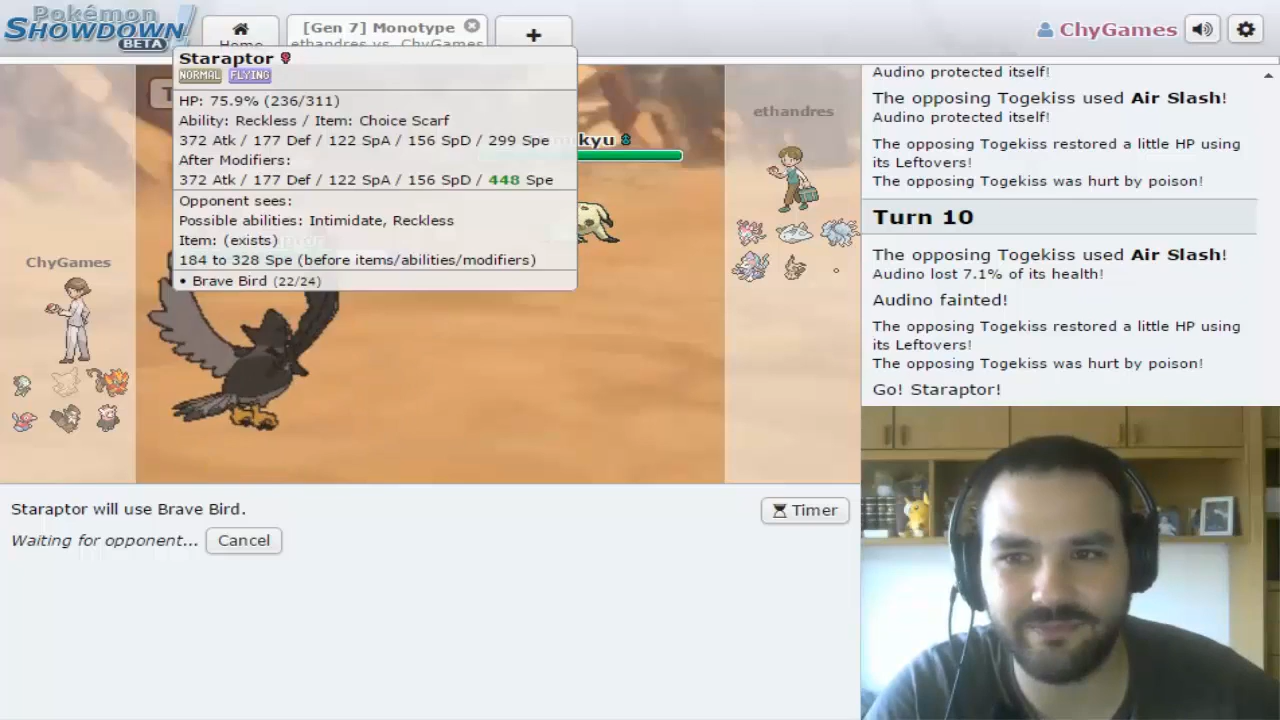 Pokémon
SHOWDOWN!
BETA
Home
[Gen 7] Monotype
ethandres vs. ChyGames
+
ChyGames
Staraptor
NORMAL FLYING
HP: 75.9% (236/311)
Ability: Reckless / Item: Choice Scarf
372 Atk / 177 Def / 122 SpA / 156 SpD / 299 Spe
After Modifiers:
372 Atk / 177 Def / 122 SpA / 156 SpD / 448 Spe
Opponent sees:
Possible abilities: Intimidate, Reckless
Item: (exists)
184 to 328 Spe (before items/abilities/modifiers)
• Brave Bird (22/24)
kyu
ChyGames
ethandres
Audino protected itself!
The opposing Togekiss used Air Slash!
Audino protected itself!
The opposing Togekiss restored a little HP using
its Leftovers!
The opposing Togekiss was hurt by poison!
Turn 10
The opposing Togekiss used Air Slash!
Audino lost 7.1% of its health!
Audino fainted!
The opposing Togekiss restored a little HP using
its Leftovers!
The opposing Togekiss was hurt by poison!
Go! Staraptor!
Staraptor will use Brave Bird.
Timer
Waiting for opponent... Cancel